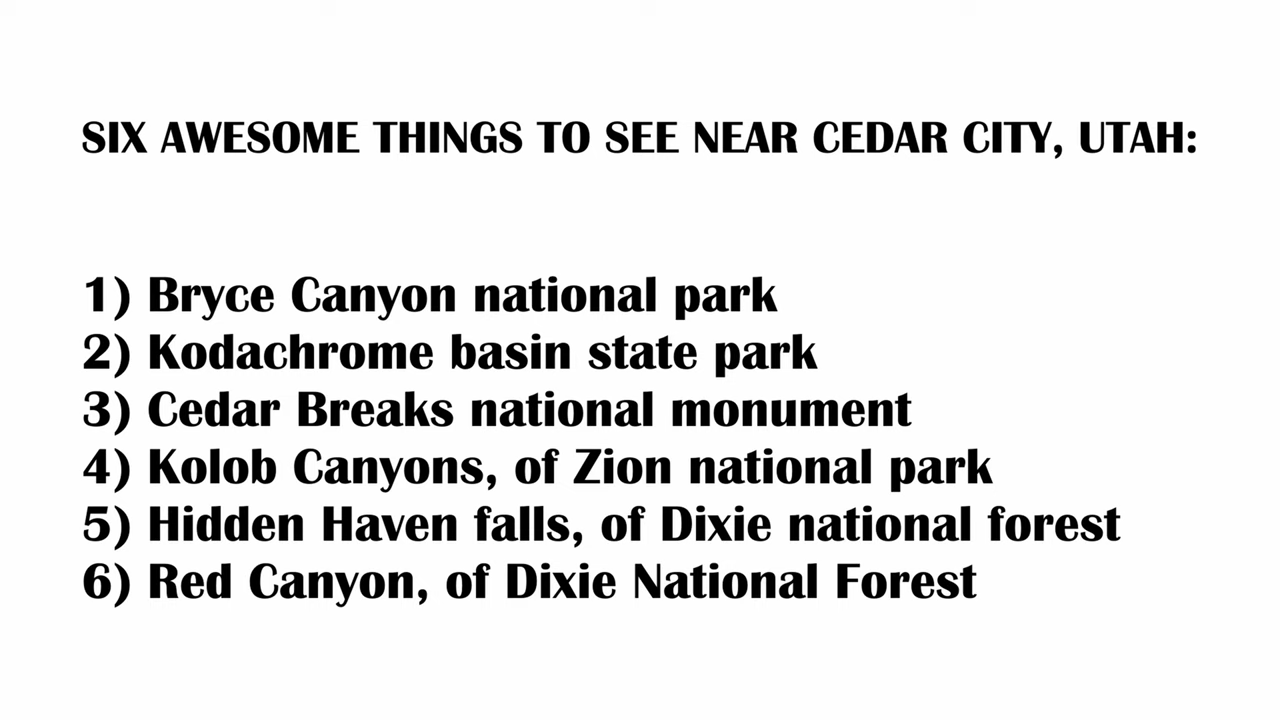 SIX AWESOME THINGS TO SEE NEAR CEDAR CITY, UTAH:
1) Bryce Canyon national park
2) Kodachrome basin state park
3) Cedar Breaks national monument
4) Kolob Canyons, of Zion national park
5) Hidden Haven falls, of Dixie national forest
6) Red Canyon, of Dixie National Forest